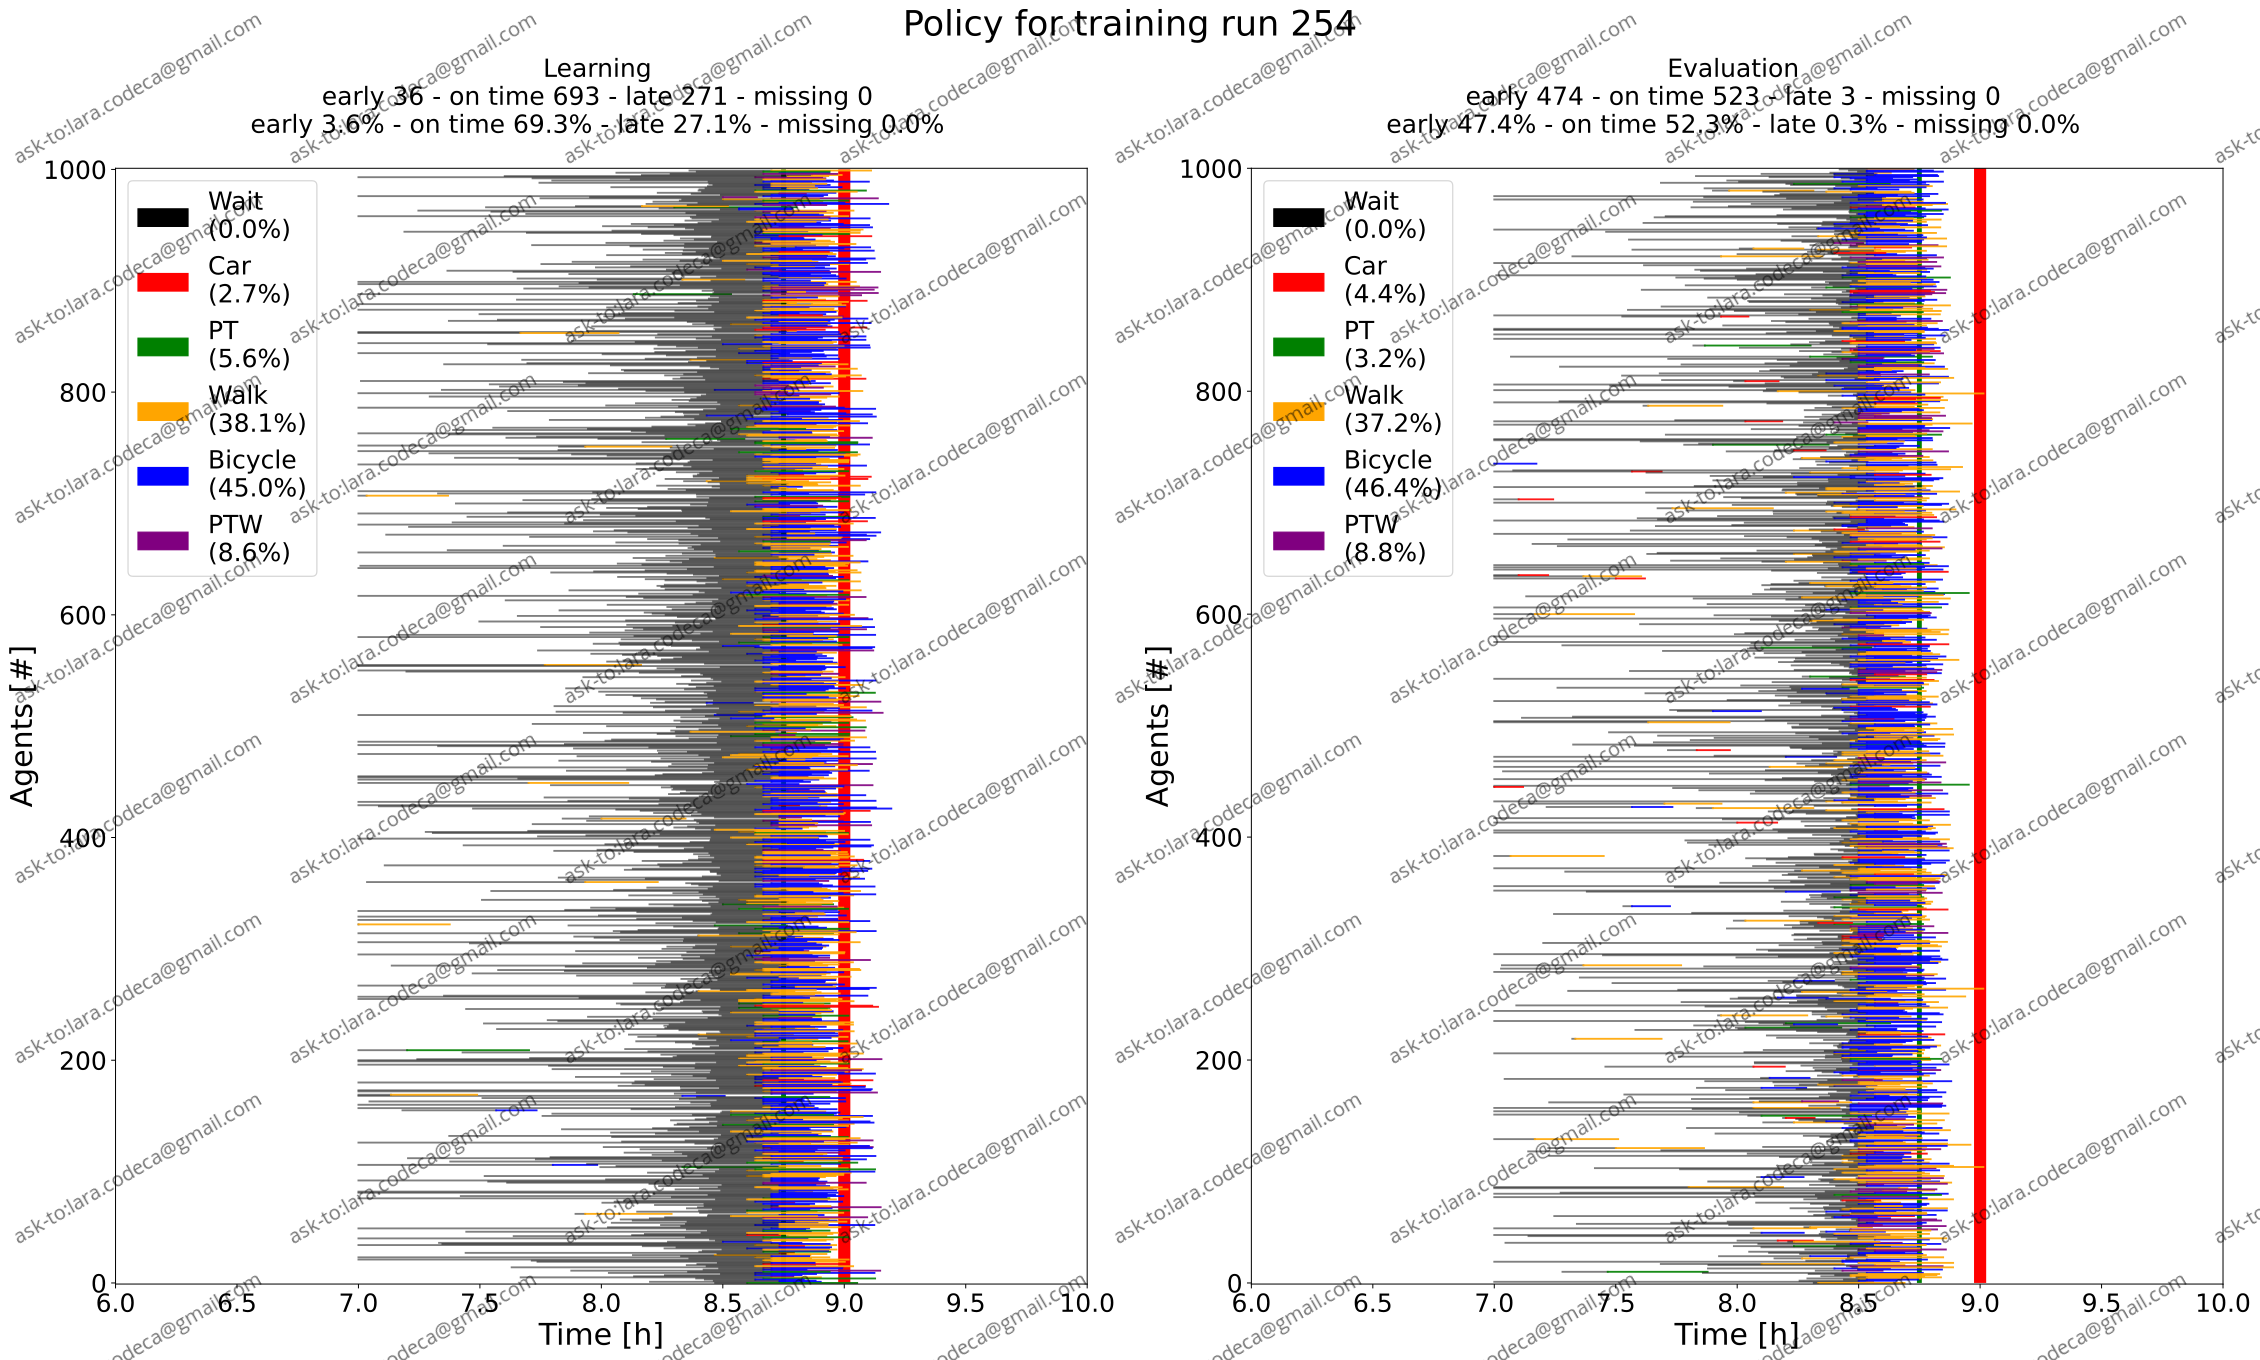 Policy for training run 254
Learning
early 36 - on time 693 - late 271 - missing 0
early 3.6% - on time 69.3% - late 27.1% - missing 0.0%
Evaluation
early 474 - on time 523 - late 3 - missing 0
early 47.4% - on time 52.3% - late 0.3% - missing 0.0%
1000
800
600
400
200
0
Agents [#]
Wait
(0.0%)
Car
(2.7%)
PT
(5.6%)
Walk
(38.1%)
Bicycle
(45.0%)
PTW
(8.6%)
6.0 6.5 7.0 7.5 8.0 8.5 9.0 9.5 10.0
Time [h]
1000
800
600
400
200
0
Agents [#]
Wait
(0.0%)
Car
(4.4%)
PT
(3.2%)
Walk
(37.2%)
Bicycle
(46.4%)
PTW
(8.8%)
6.0 6.5 7.0 7.5 8.0 8.5 9.0 9.5 10.0
Time [h]
ask-to:lara.codeca@gmail.com